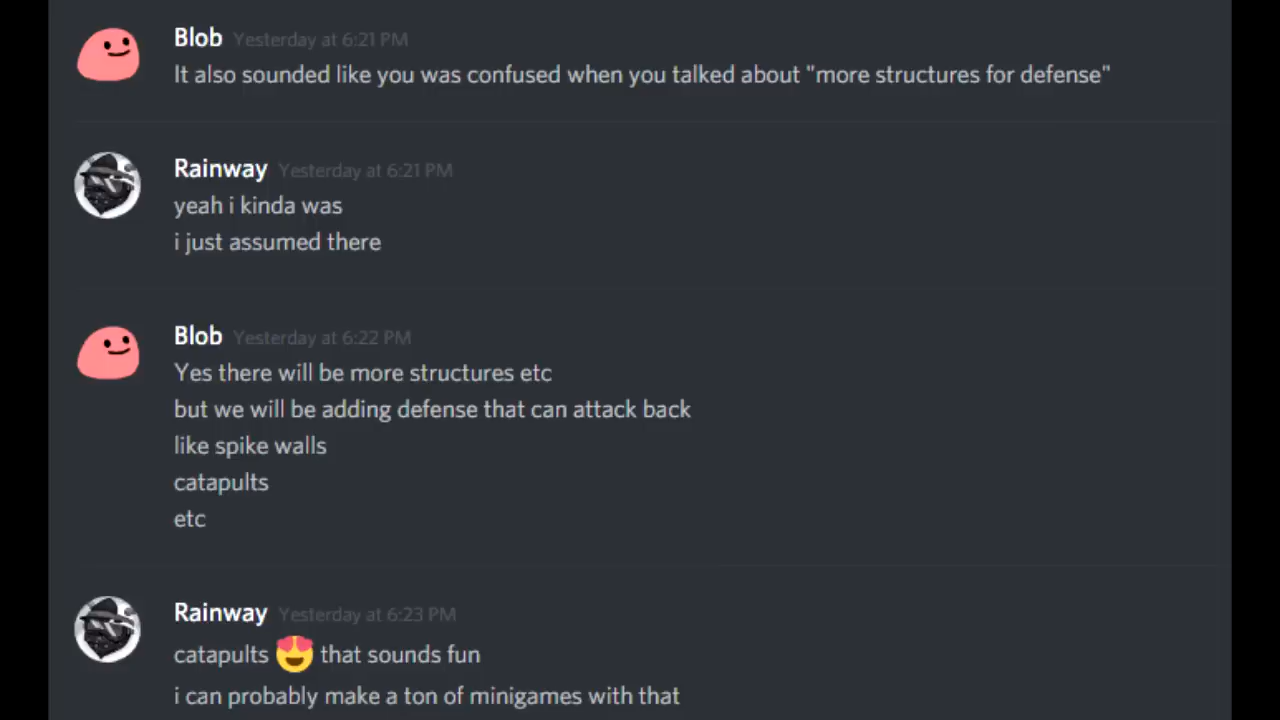 Blob Yesterday at 6:21 PM
It also sounded like you was confused when you talked about "more structures for defense"
Rainway Yesterday at 6:21 PM
yeah i kinda was
i just assumed there
Blob Yesterday at 6:22 PM
Yes there will be more structures etc
but we will be adding defense that can attack back
like spike walls
catapults
etc
Rainway Yesterday at 6:23 PM
catapults 😍 that sounds fun
i can probably make a ton of minigames with that